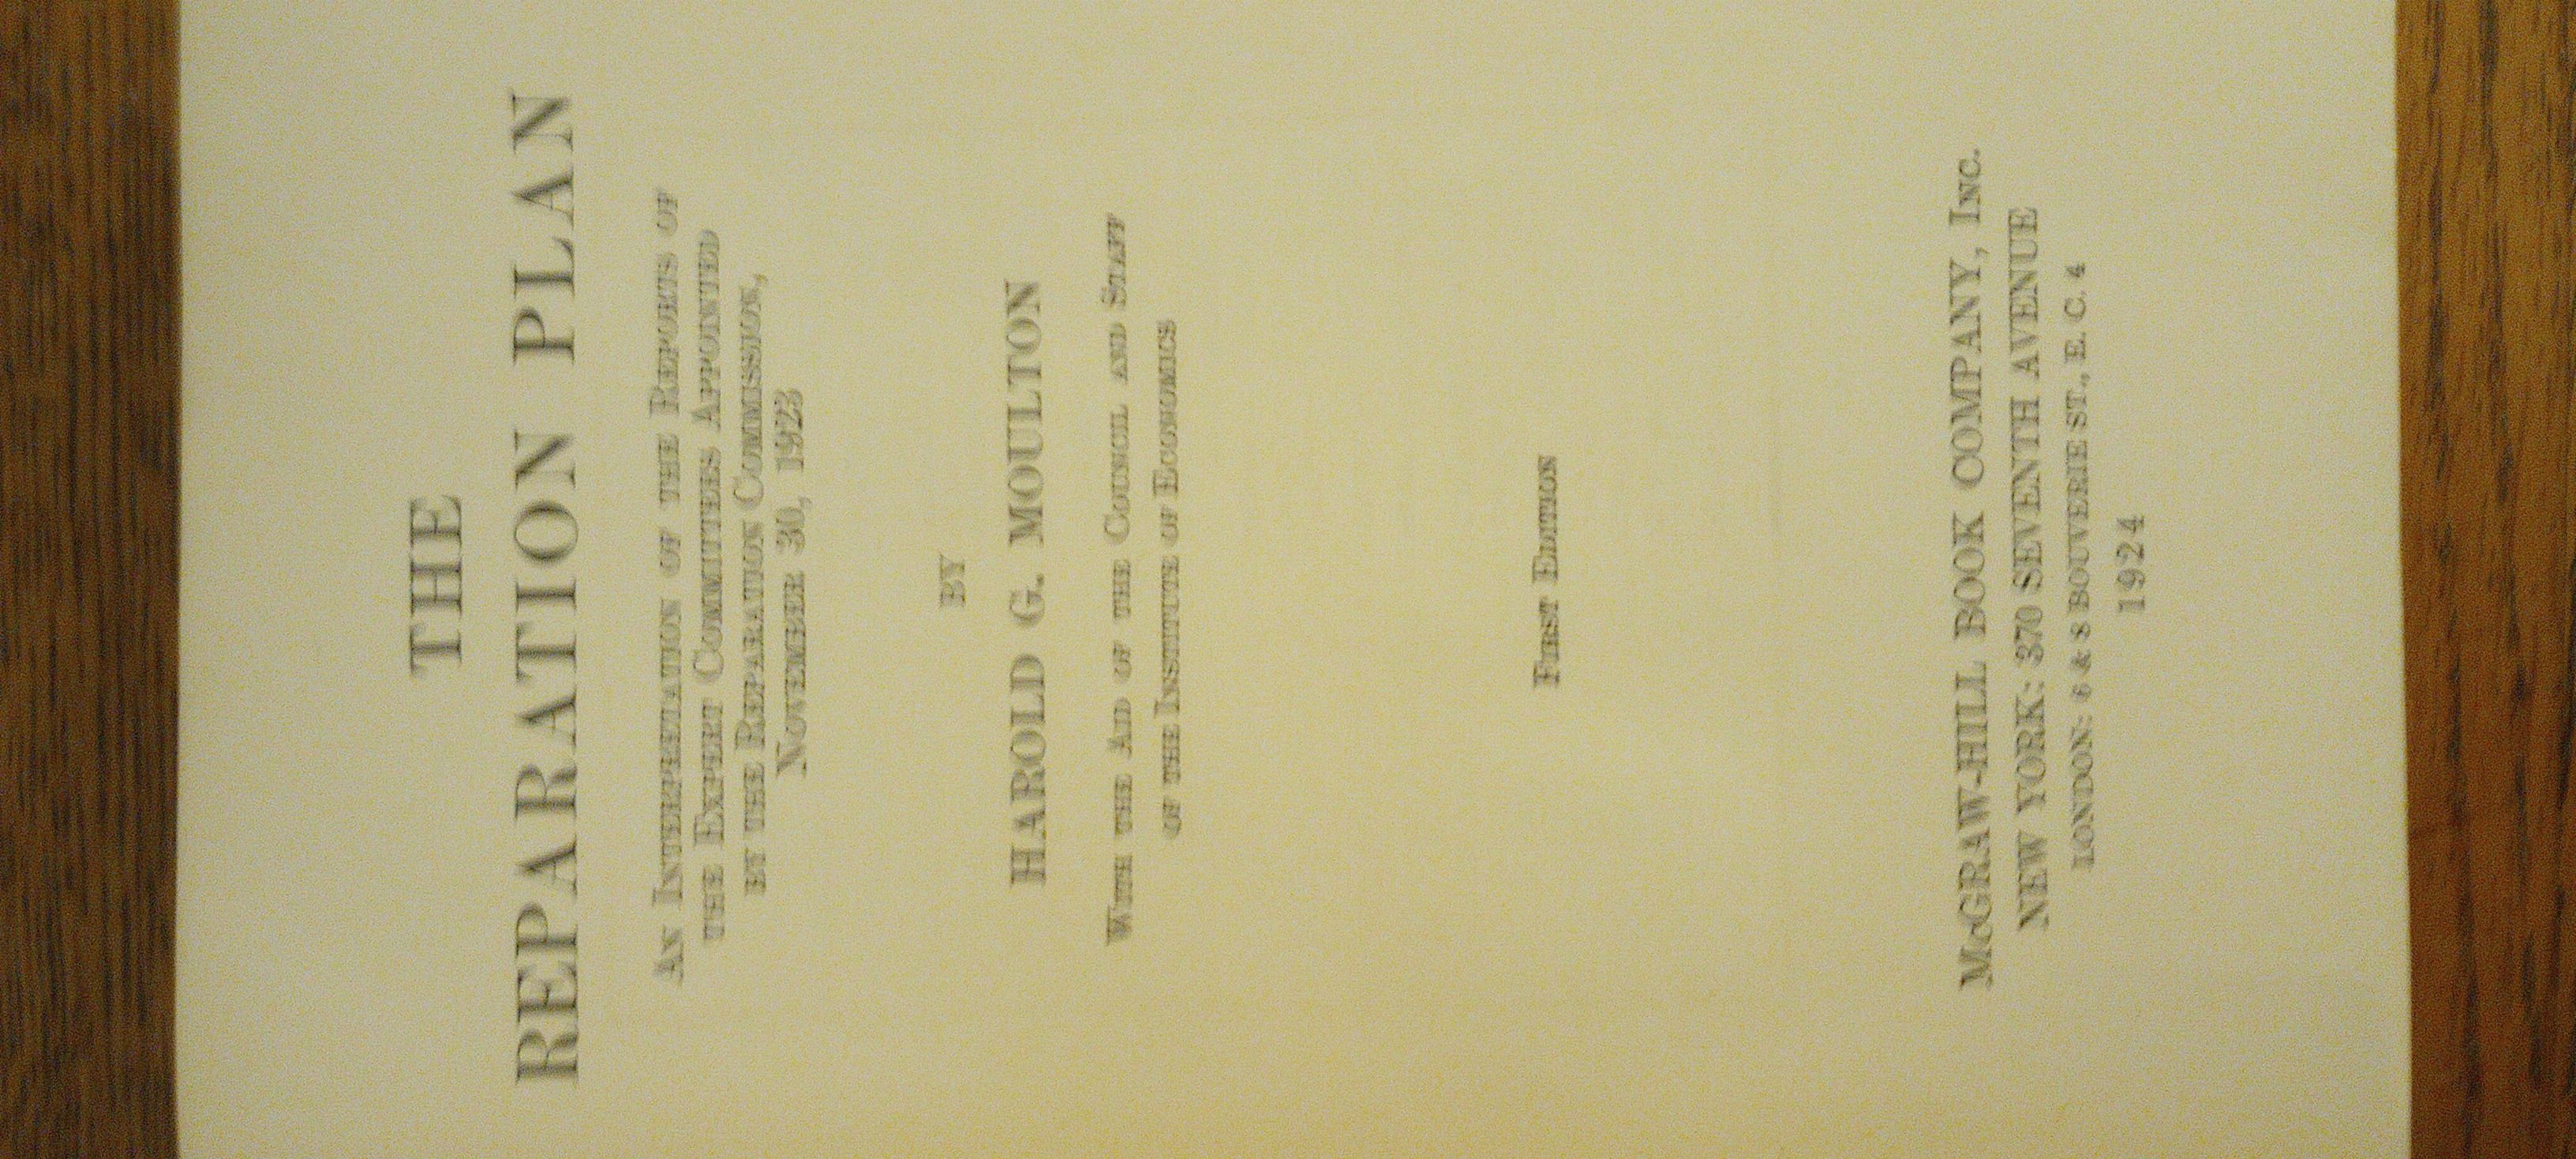 THE
REPARATION PLAN
AN INTERPRETATION OF THE REPORTS OF
THE EXPERT COMMITTEES APPOINTED
BY THE REPARATION COMMISSION,
NOVEMBER 30, 1923
BY
HAROLD G. MOULTON
WITH THE AID OF THE COUNCIL AND STAFF
OF THE INSTITUTE OF ECONOMICS
FIRST EDITION
McGRAW-HILL BOOK COMPANY, INC.
NEW YORK: 370 SEVENTH AVENUE
LONDON: 6 & 8 BOUVERIE ST., E. C. 4
1924